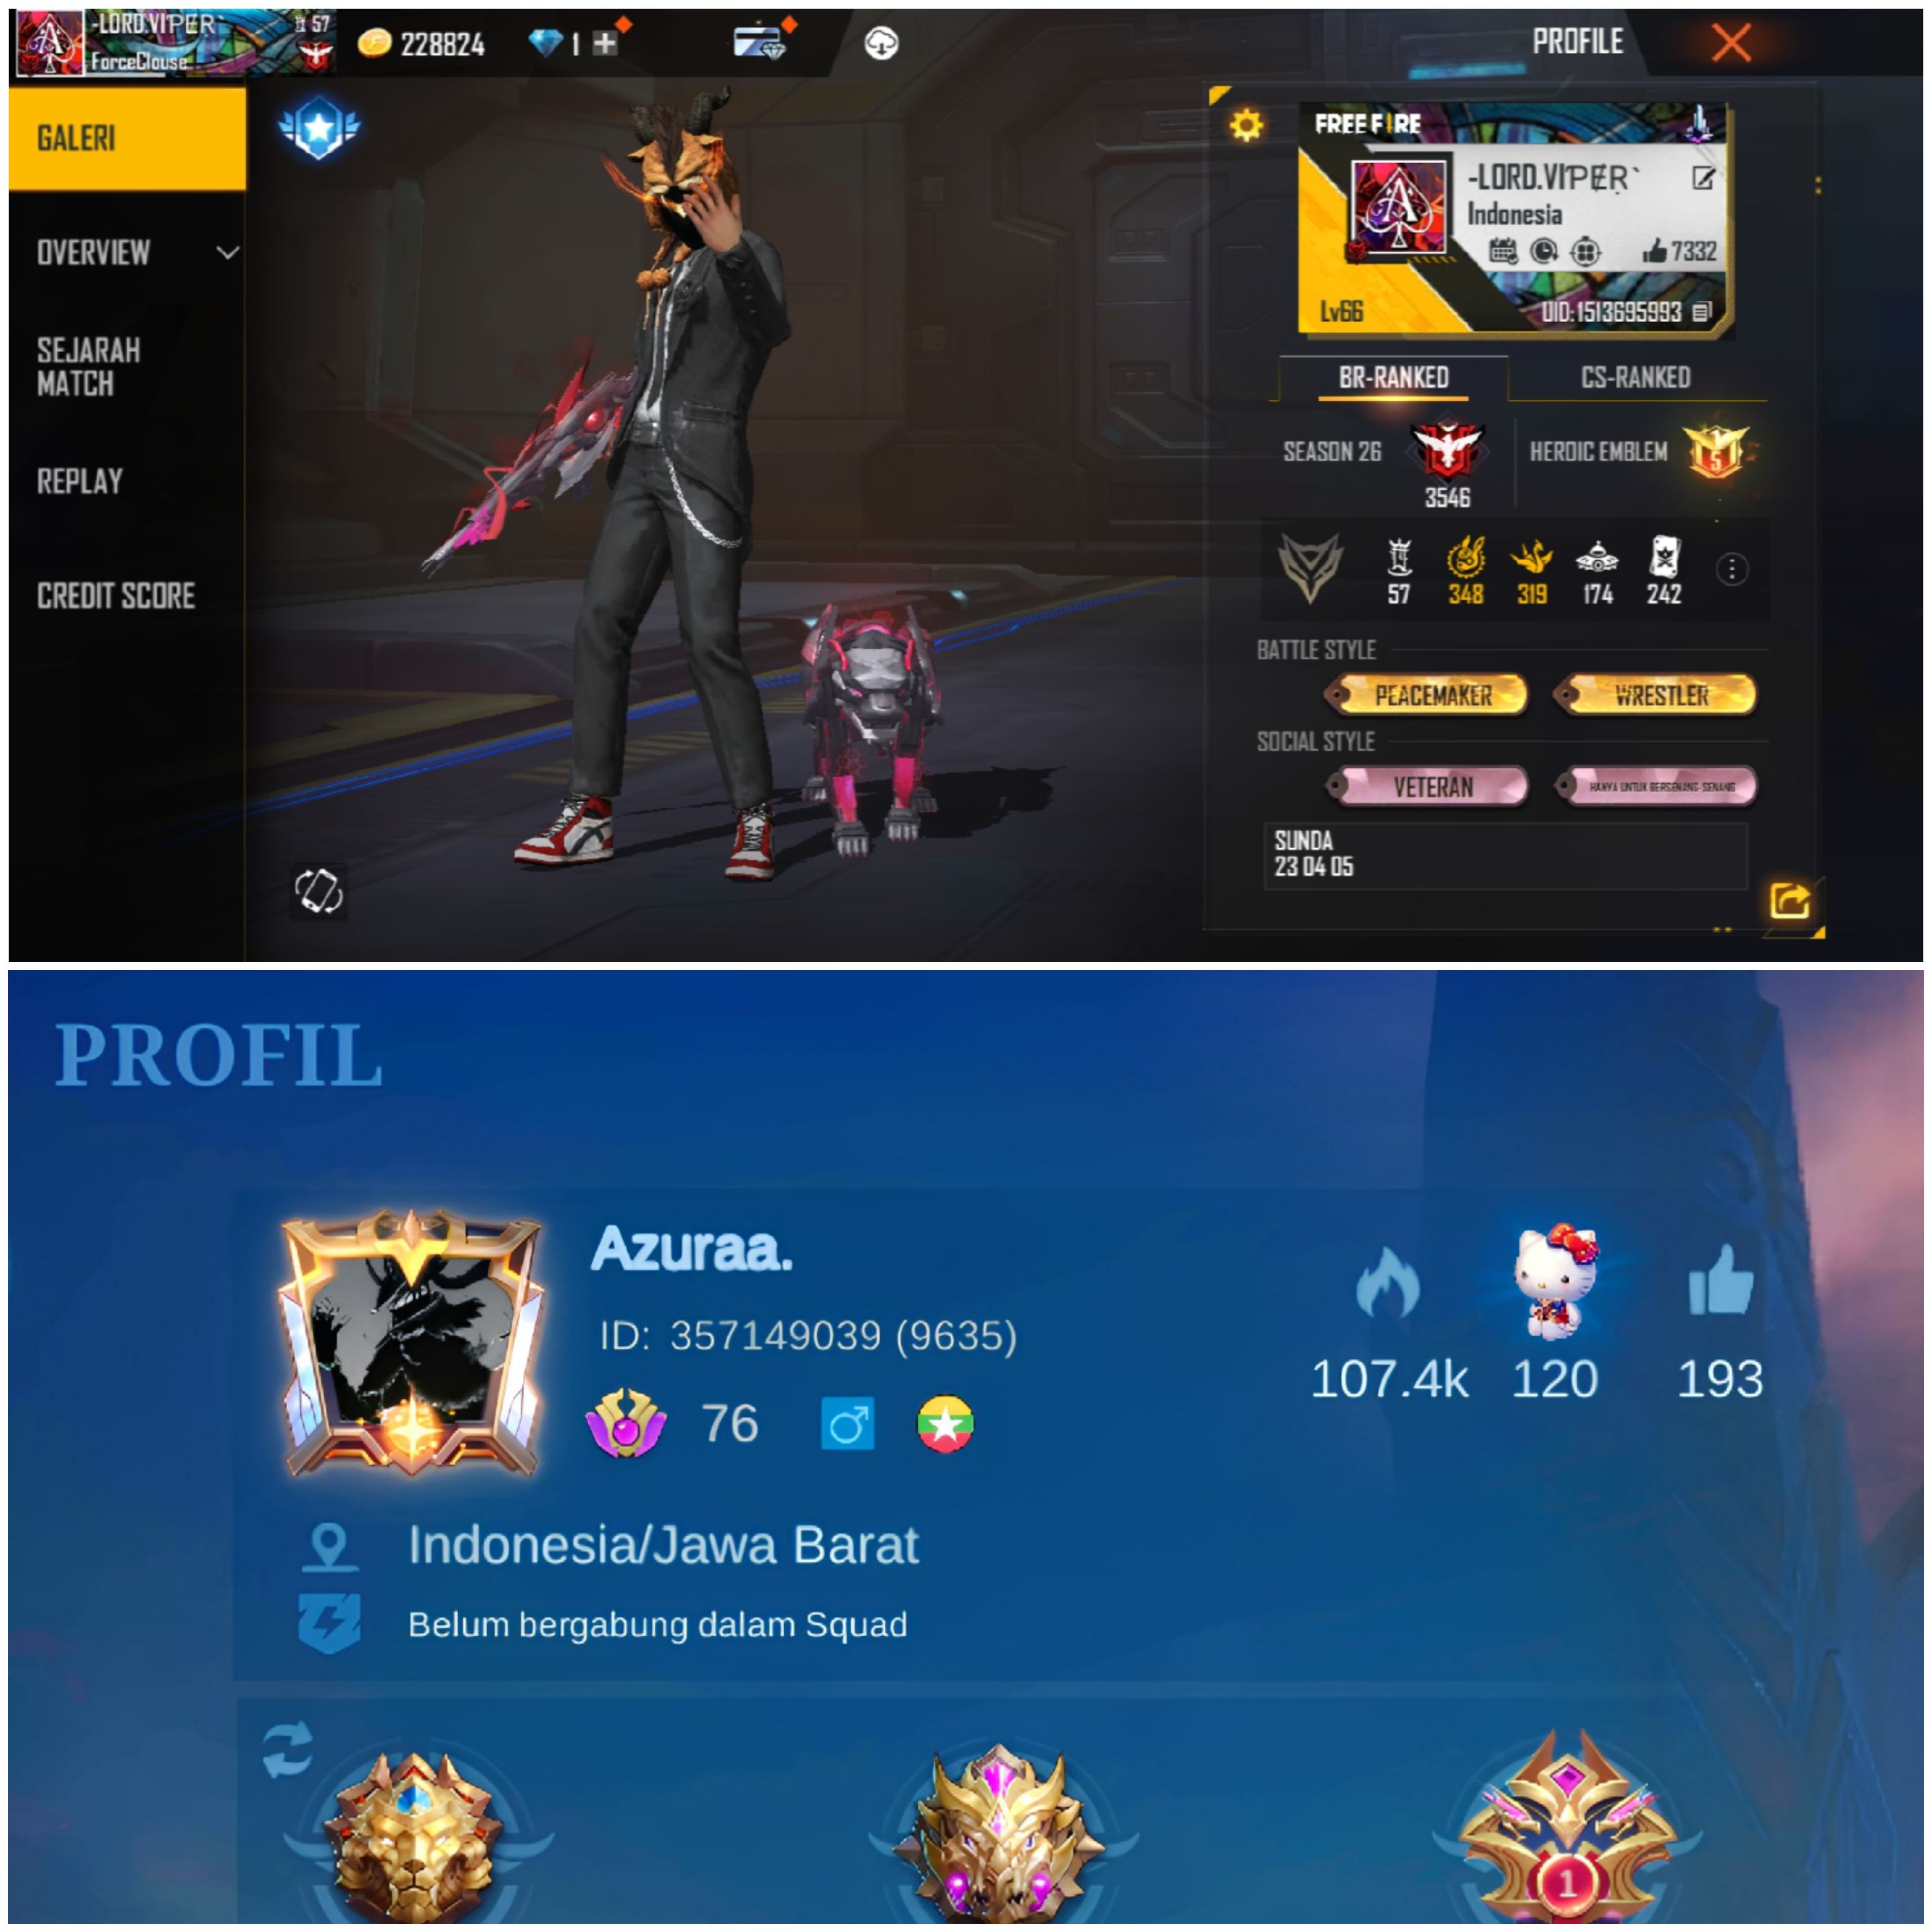 -LORD.VIPER`
57
ForceClouse
228824
1
PROFILE
GALERI
OVERVIEW
SEJARAH
MATCH
REPLAY
CREDIT SCORE
FREE FIRE
-LORD.VIPER`
Indonesia
7332
Lv66
UID:1513695993
BR-RANKED
CS-RANKED
SEASON 26
3546
HEROIC EMBLEM
5
57
348
319
174
242
BATTLE STYLE
PEACEMAKER
WRESTLER
SOCIAL STYLE
VETERAN
HANYA UNTUK BERSENANG-SENANG
SUNDA
23 04 05
PROFIL
Azuraa.
ID: 357149039 (9635)
76
107.4k
120
193
Indonesia/Jawa Barat
Belum bergabung dalam Squad
1